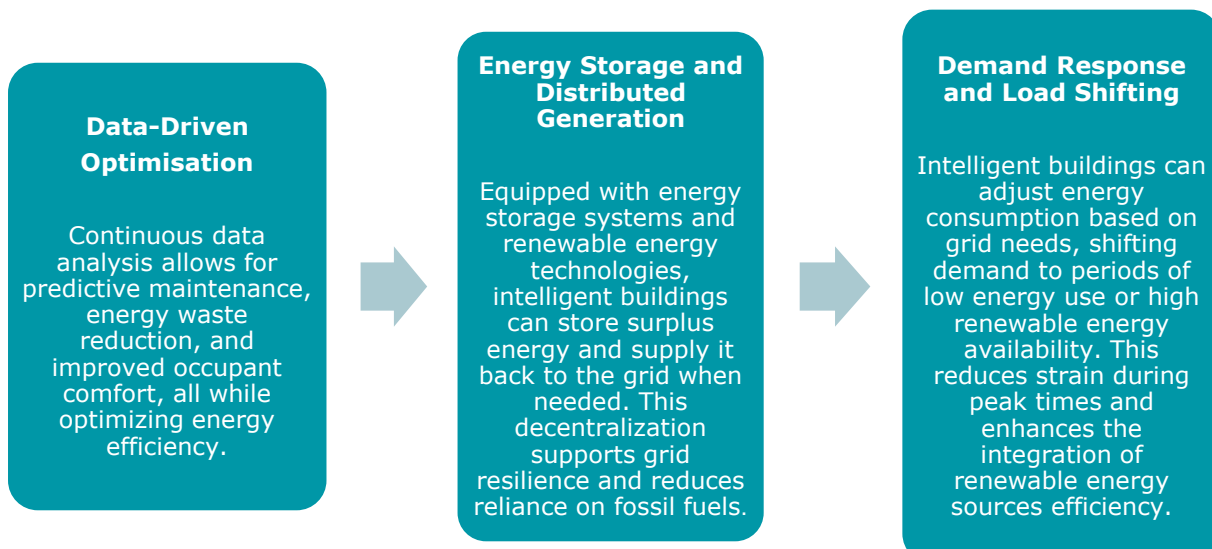 Data-Driven
Optimisation
Continuous data
analysis allows for
predictive maintenance,
energy waste
reduction, and
improved occupant
comfort, all while
optimizing energy
efficiency.
Energy Storage and
Distributed
Generation
Equipped with energy
storage systems and
renewable energy
technologies,
intelligent buildings
can store surplus
energy and supply it
back to the grid when
needed. This
decentralization
supports grid
resilience and reduces
reliance on fossil fuels.
Demand Response
and Load Shifting
Intelligent buildings can
adjust energy
consumption based on
grid needs, shifting
demand to periods of
low energy use or high
renewable energy
availability. This
reduces strain during
peak times and
enhances the
integration of
renewable energy
sources efficiency.